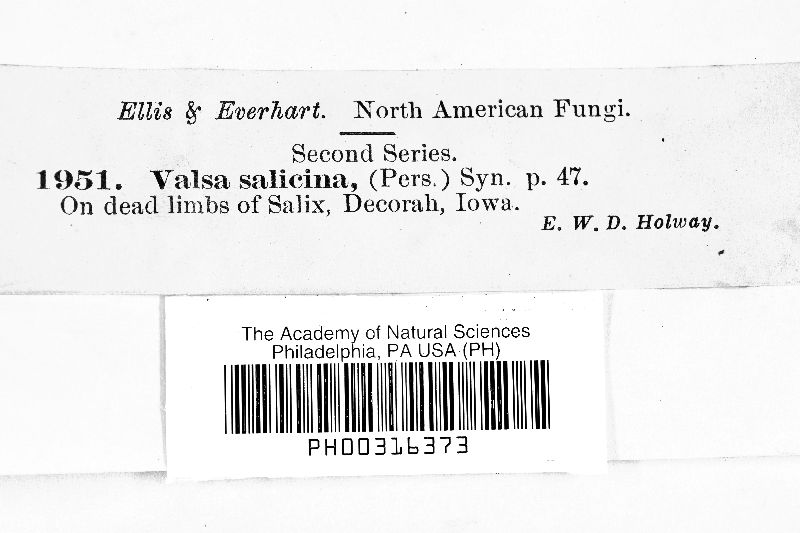 Ellis & Everhart. North American Fungi.
Second Series.
1951. Valsa salicina, (Pers.) Syn. p. 47.
On dead limbs of Salix, Decorah, Iowa.
E. W. D. Holway.
The Academy of Natural Sciences
Philadelphia, PA USA (PH)
PH00316373